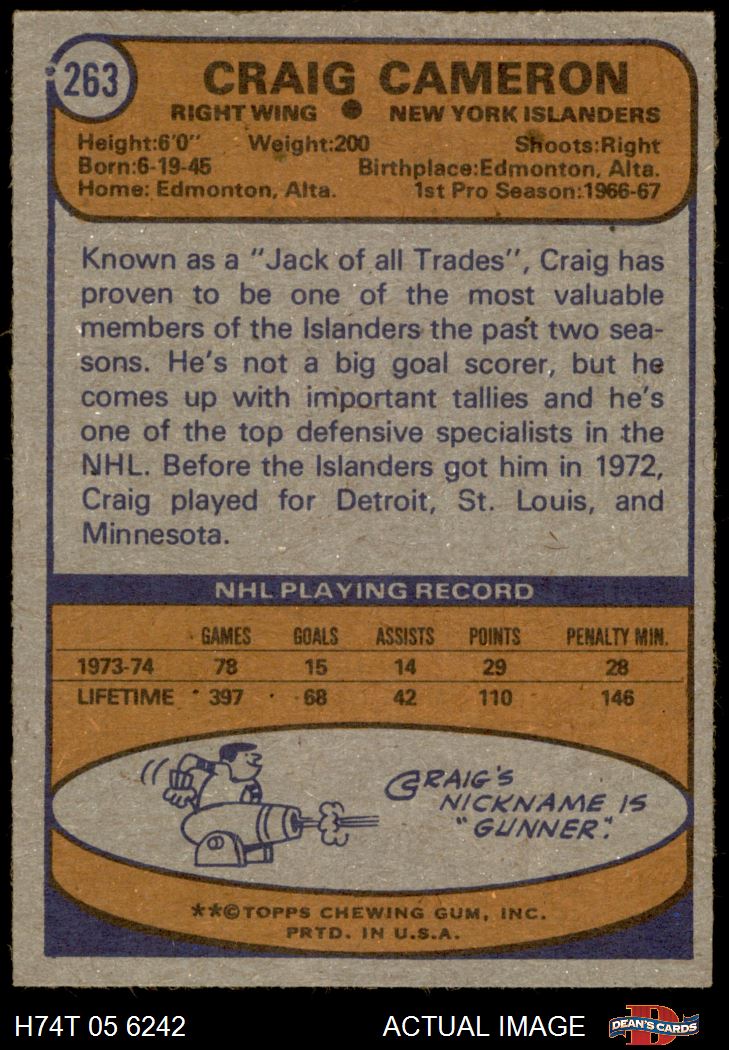 263
CRAIG CAMERON
RIGHT WING ● NEW YORK ISLANDERS
Height:6'0" Weight:200 Shoots:Right
Born:6-19-45 Birthplace:Edmonton, Alta.
Home: Edmonton, Alta. 1st Pro Season:1966-67
Known as a "Jack of all Trades", Craig has
proven to be one of the most valuable
members of the Islanders the past two sea-
sons. He's not a big goal scorer, but he
comes up with important tallies and he's
one of the top defensive specialists in the
NHL. Before the Islanders got him in 1972,
Craig played for Detroit, St. Louis, and
Minnesota.
NHL PLAYING RECORD
GAMES GOALS ASSISTS POINTS PENALTY MIN.
1973-74 78 15 14 29 28
LIFETIME 397 68 42 110 146
CRAIG'S
NICKNAME IS
"GUNNER".
**©TOPPS CHEWING GUM, INC.
PRTD. IN U.S.A.
H74T 05 6242 ACTUAL IMAGE D DEAN'S CARDS